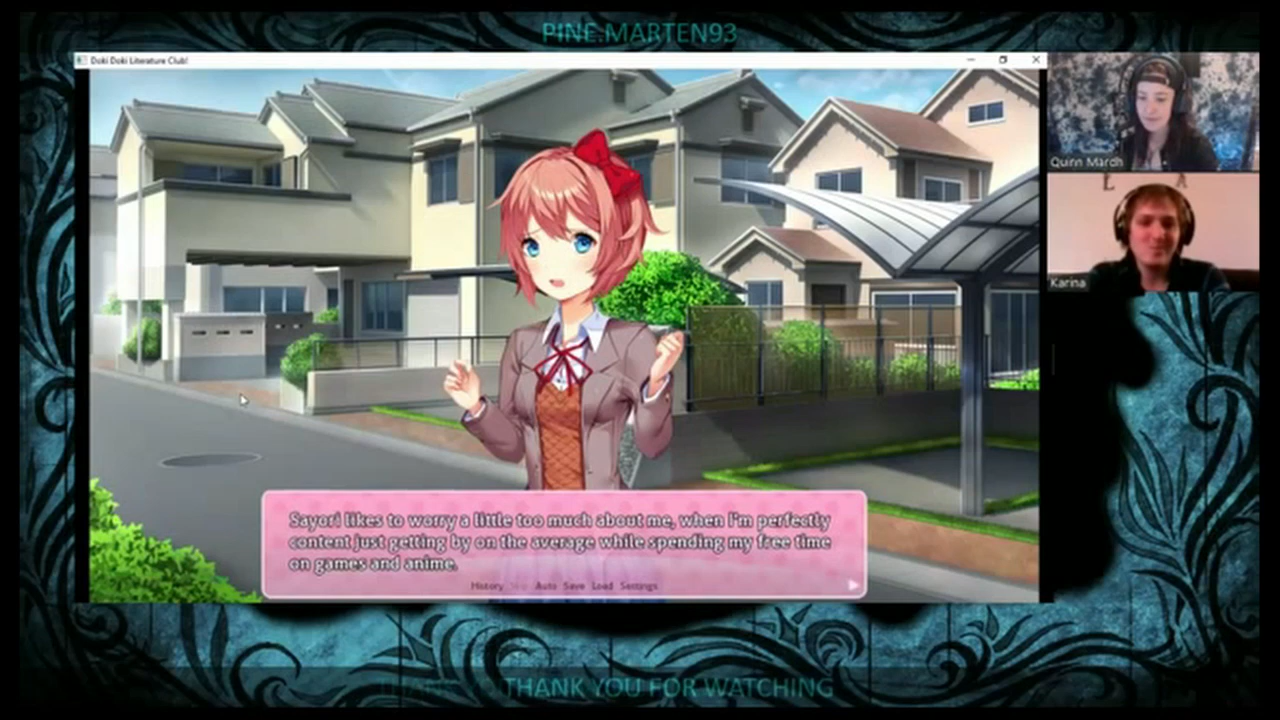 PINE.MARTEN93
Doki Doki Literature Club!
Quinn March
L A
Karina
Sayori likes to worry a little too much about me, when I'm perfectly
content just getting by on the average while spending my free time
on games and anime.
History Skip Auto Save Load Settings
THANK YOU FOR WATCHING